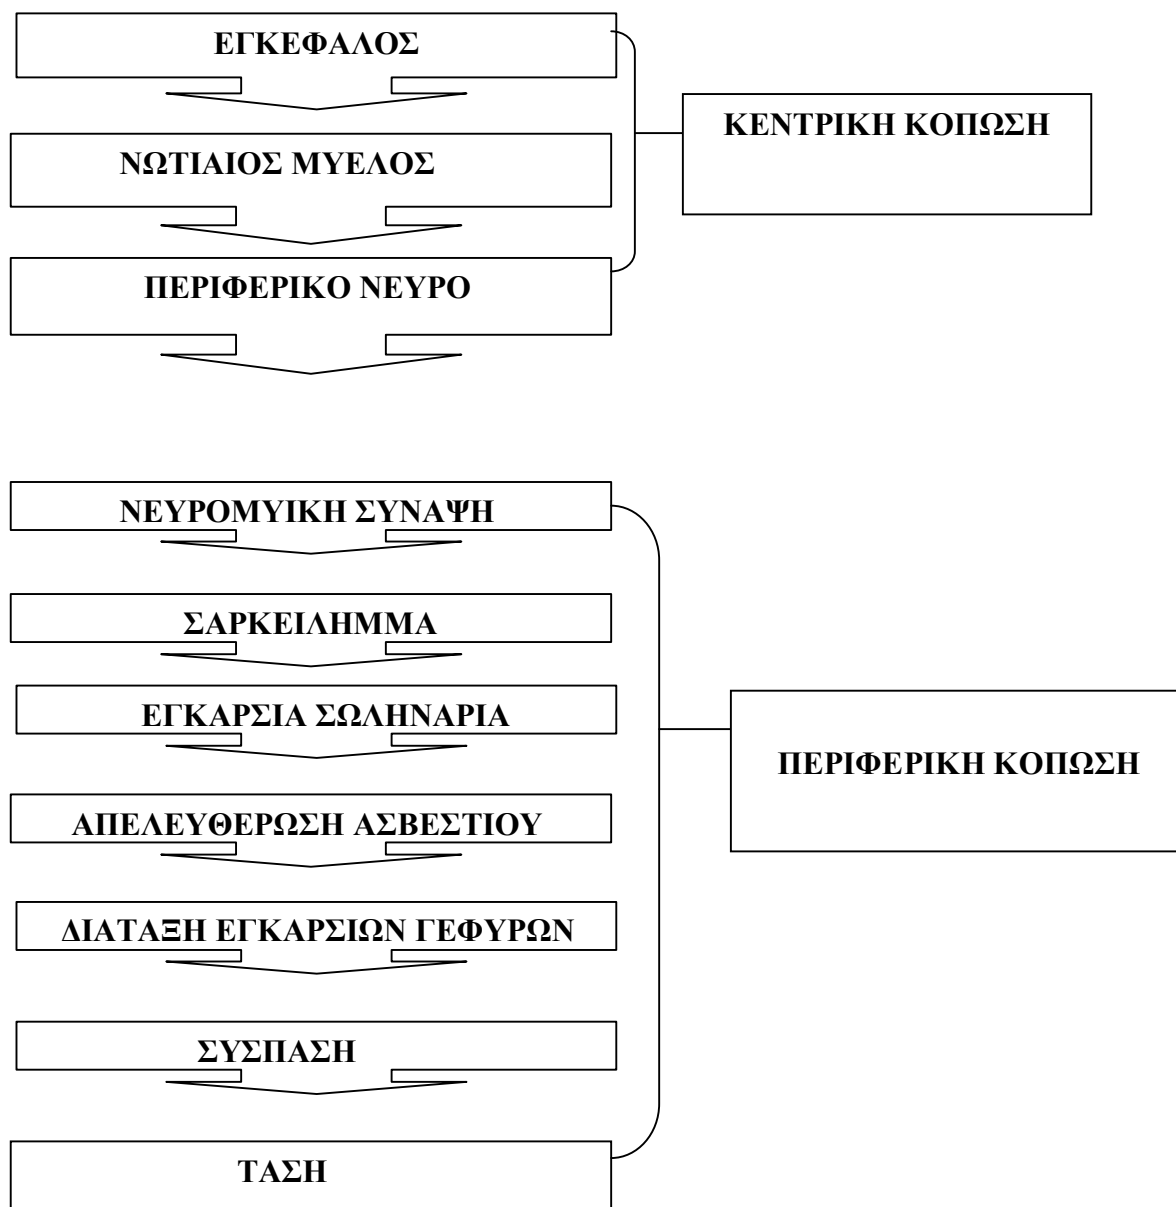 ΕΓΚΕΦΑΛΟΣ
ΚΕΝΤΡΙΚΗ ΚΟΠΩΣΗ
ΝΩΤΙΑΙΟΣ ΜΥΕΛΟΣ
ΠΕΡΙΦΕΡΙΚΟ ΝΕΥΡΟ
ΝΕΥΡΟΜΥΙΚΗ ΣΥΝΑΨΗ
ΣΑΡΚΕΙΛΗΜΜΑ
ΕΓΚΑΡΣΙΑ ΣΩΛΗΝΑΡΙΑ
ΠΕΡΙΦΕΡΙΚΗ ΚΟΠΩΣΗ
ΑΠΕΛΕΥΘΕΡΩΣΗ ΑΣΒΕΣΤΙΟΥ
ΔΙΑΤΑΞΗ ΕΓΚΑΡΣΙΩΝ ΓΕΦΥΡΩΝ
ΣΥΣΠΑΣΗ
ΤΑΣΗ